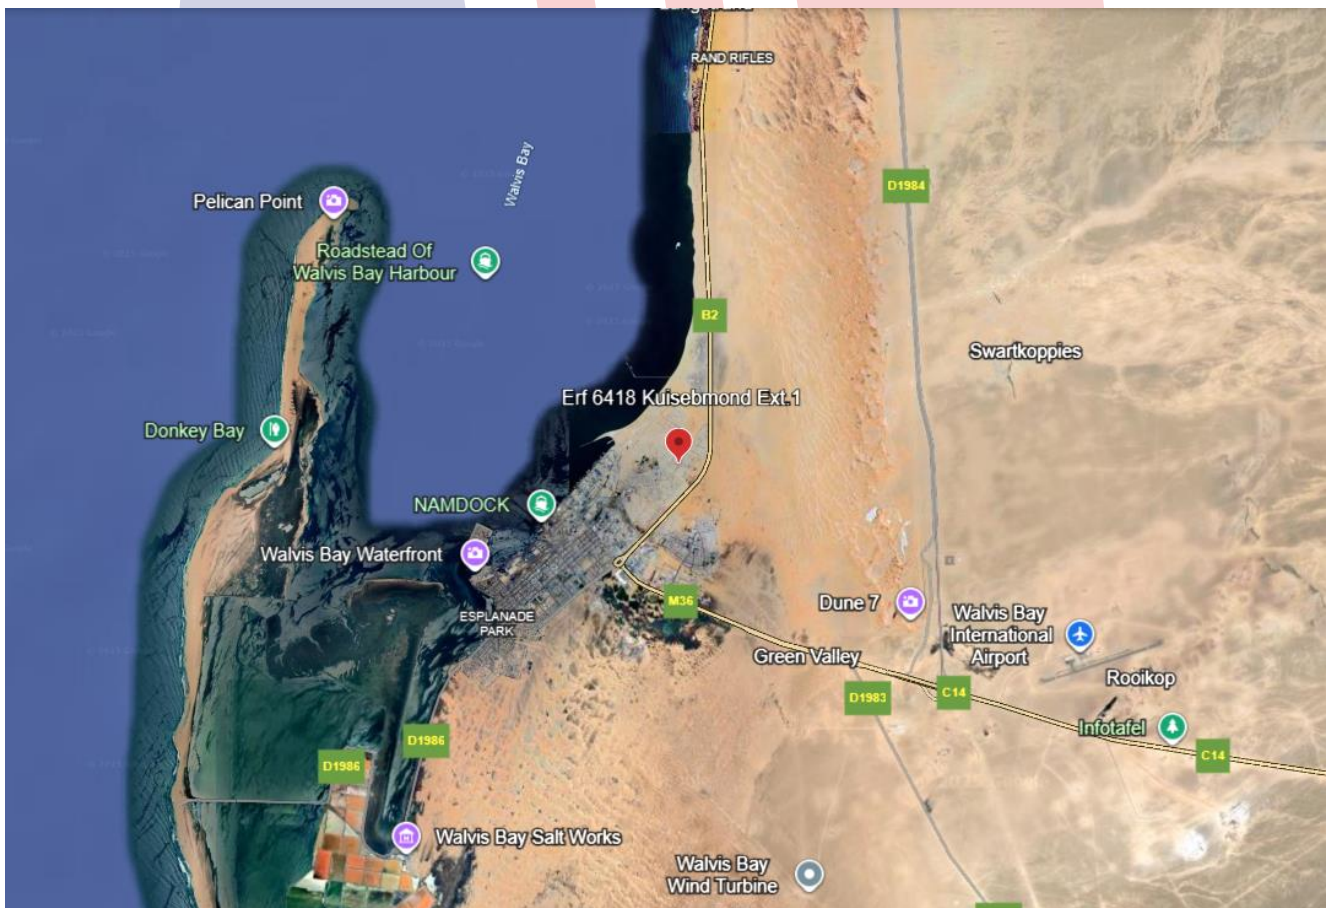 RAND RIFLES
Walvis Bay
D1984
Pelican Point
Roadstead Of
Walvis Bay Harbour
B2
Swartkoppies
Erf 6418 Kuisebmond Ext.1
Donkey Bay
NAMDOCK
Walvis Bay Waterfront
M36
Dune 7
ESPLANADE
PARK
Walvis Bay
International
Airport
Green Valley
Rooikop
D1983
C14
Infotafel
D1986
D1986
C14
Walvis Bay Salt Works
Walvis Bay
Wind Turbine